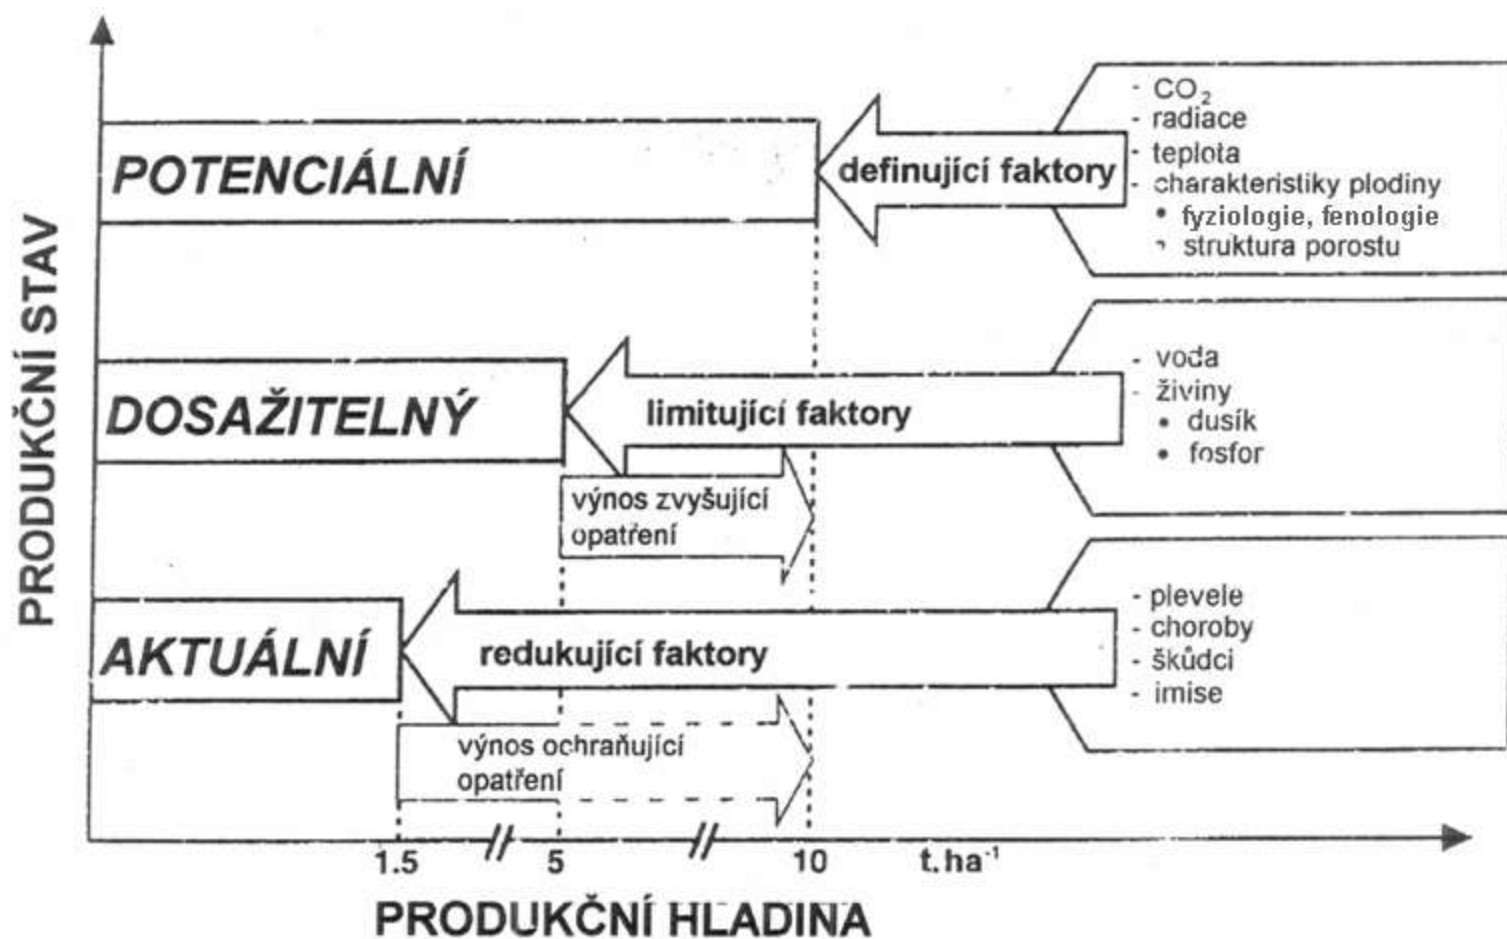 PRODUKČNÍ STAV
POTENCIÁLNÍ
definující faktory
- CO₂
- radiace
- teplota
- charakteristiky plodiny
• fyziologie, fenologie
• struktura porostu
DOSAŽITELNÝ
limitující faktory
- voda
- živiny
• dusík
• fosfor
výnos zvyšující
opatření
AKTUÁLNÍ
redukující faktory
- plevele
- choroby
- škůdci
- imise
výnos ochraňující
opatření
1.5 5 10 t.ha⁻¹
PRODUKČNÍ HLADINA